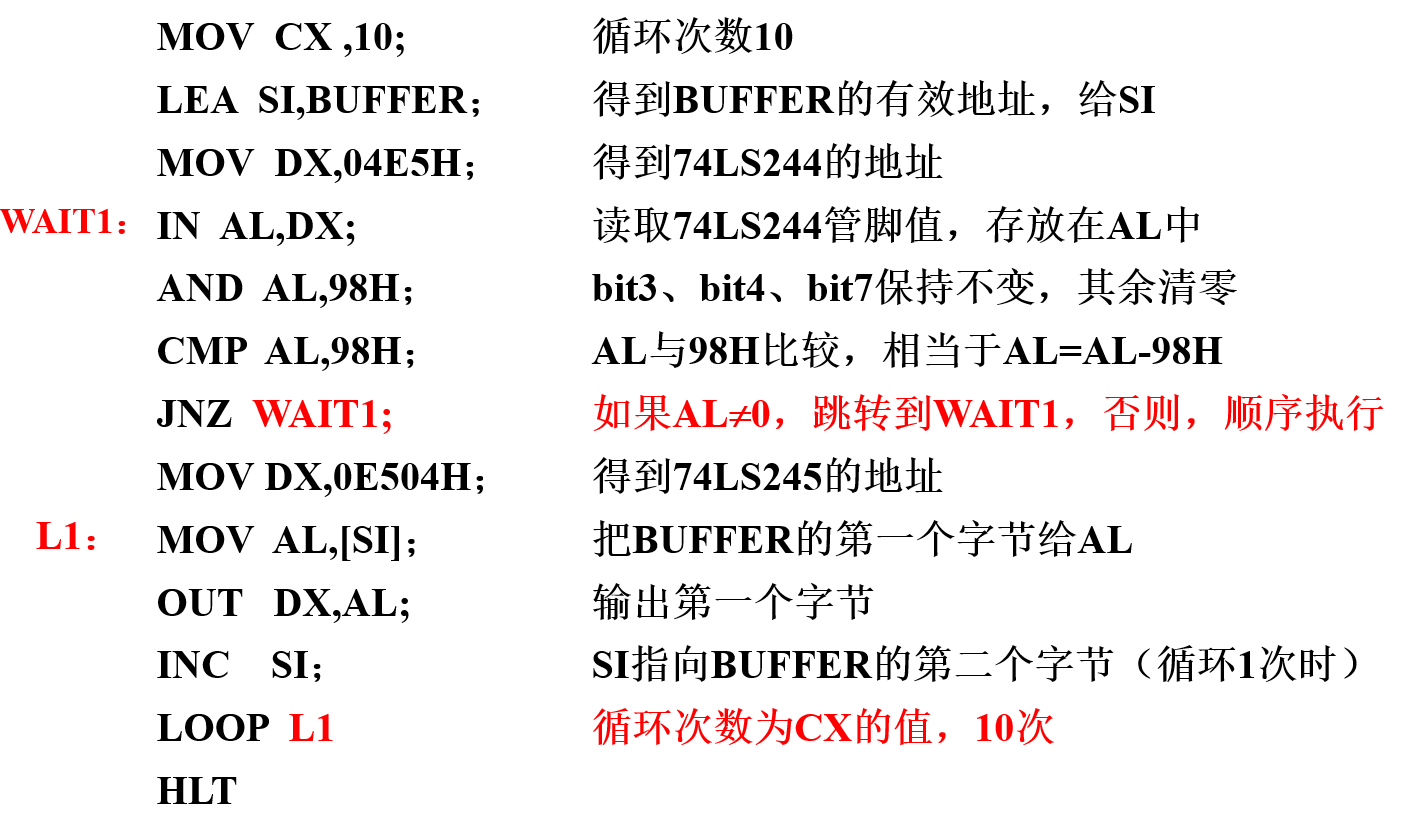 MOV CX ,10; 循环次数10
LEA SI,BUFFER； 得到BUFFER的有效地址，给SI
MOV DX,04E5H； 得到74LS244的地址
WAIT1： IN AL,DX; 读取74LS244管脚值，存放在AL中
AND AL,98H； bit3、bit4、bit7保持不变，其余清零
CMP AL,98H； AL与98H比较，相当于AL=AL-98H
JNZ WAIT1; 如果AL≠0，跳转到WAIT1，否则，顺序执行
MOV DX,0E504H； 得到74LS245的地址
L1： MOV AL,[SI]； 把BUFFER的第一个字节给AL
OUT DX,AL; 输出第一个字节
INC SI； SI指向BUFFER的第二个字节（循环1次时）
LOOP L1 循环次数为CX的值，10次
HLT